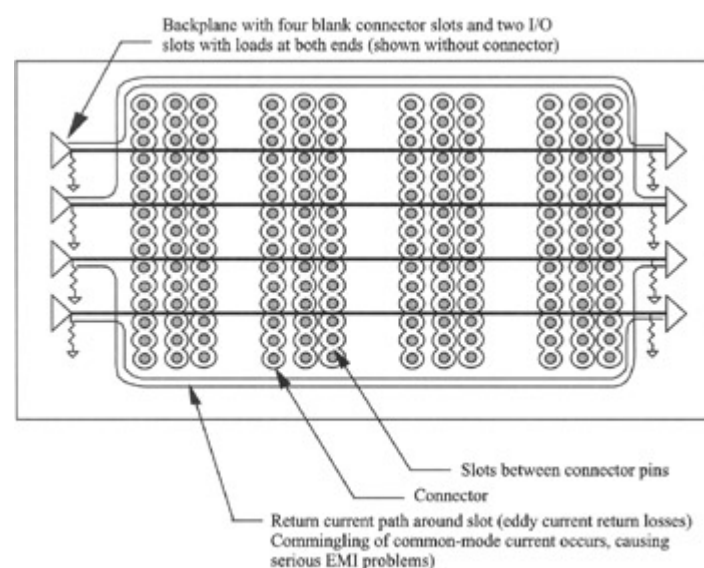 Backplane with four blank connector slots and two I/O
slots with loads at both ends (shown without connector)
Slots between connector pins
Connector
Return current path around slot (eddy current return losses)
Commingling of common-mode current occurs, causing
serious EMI problems)